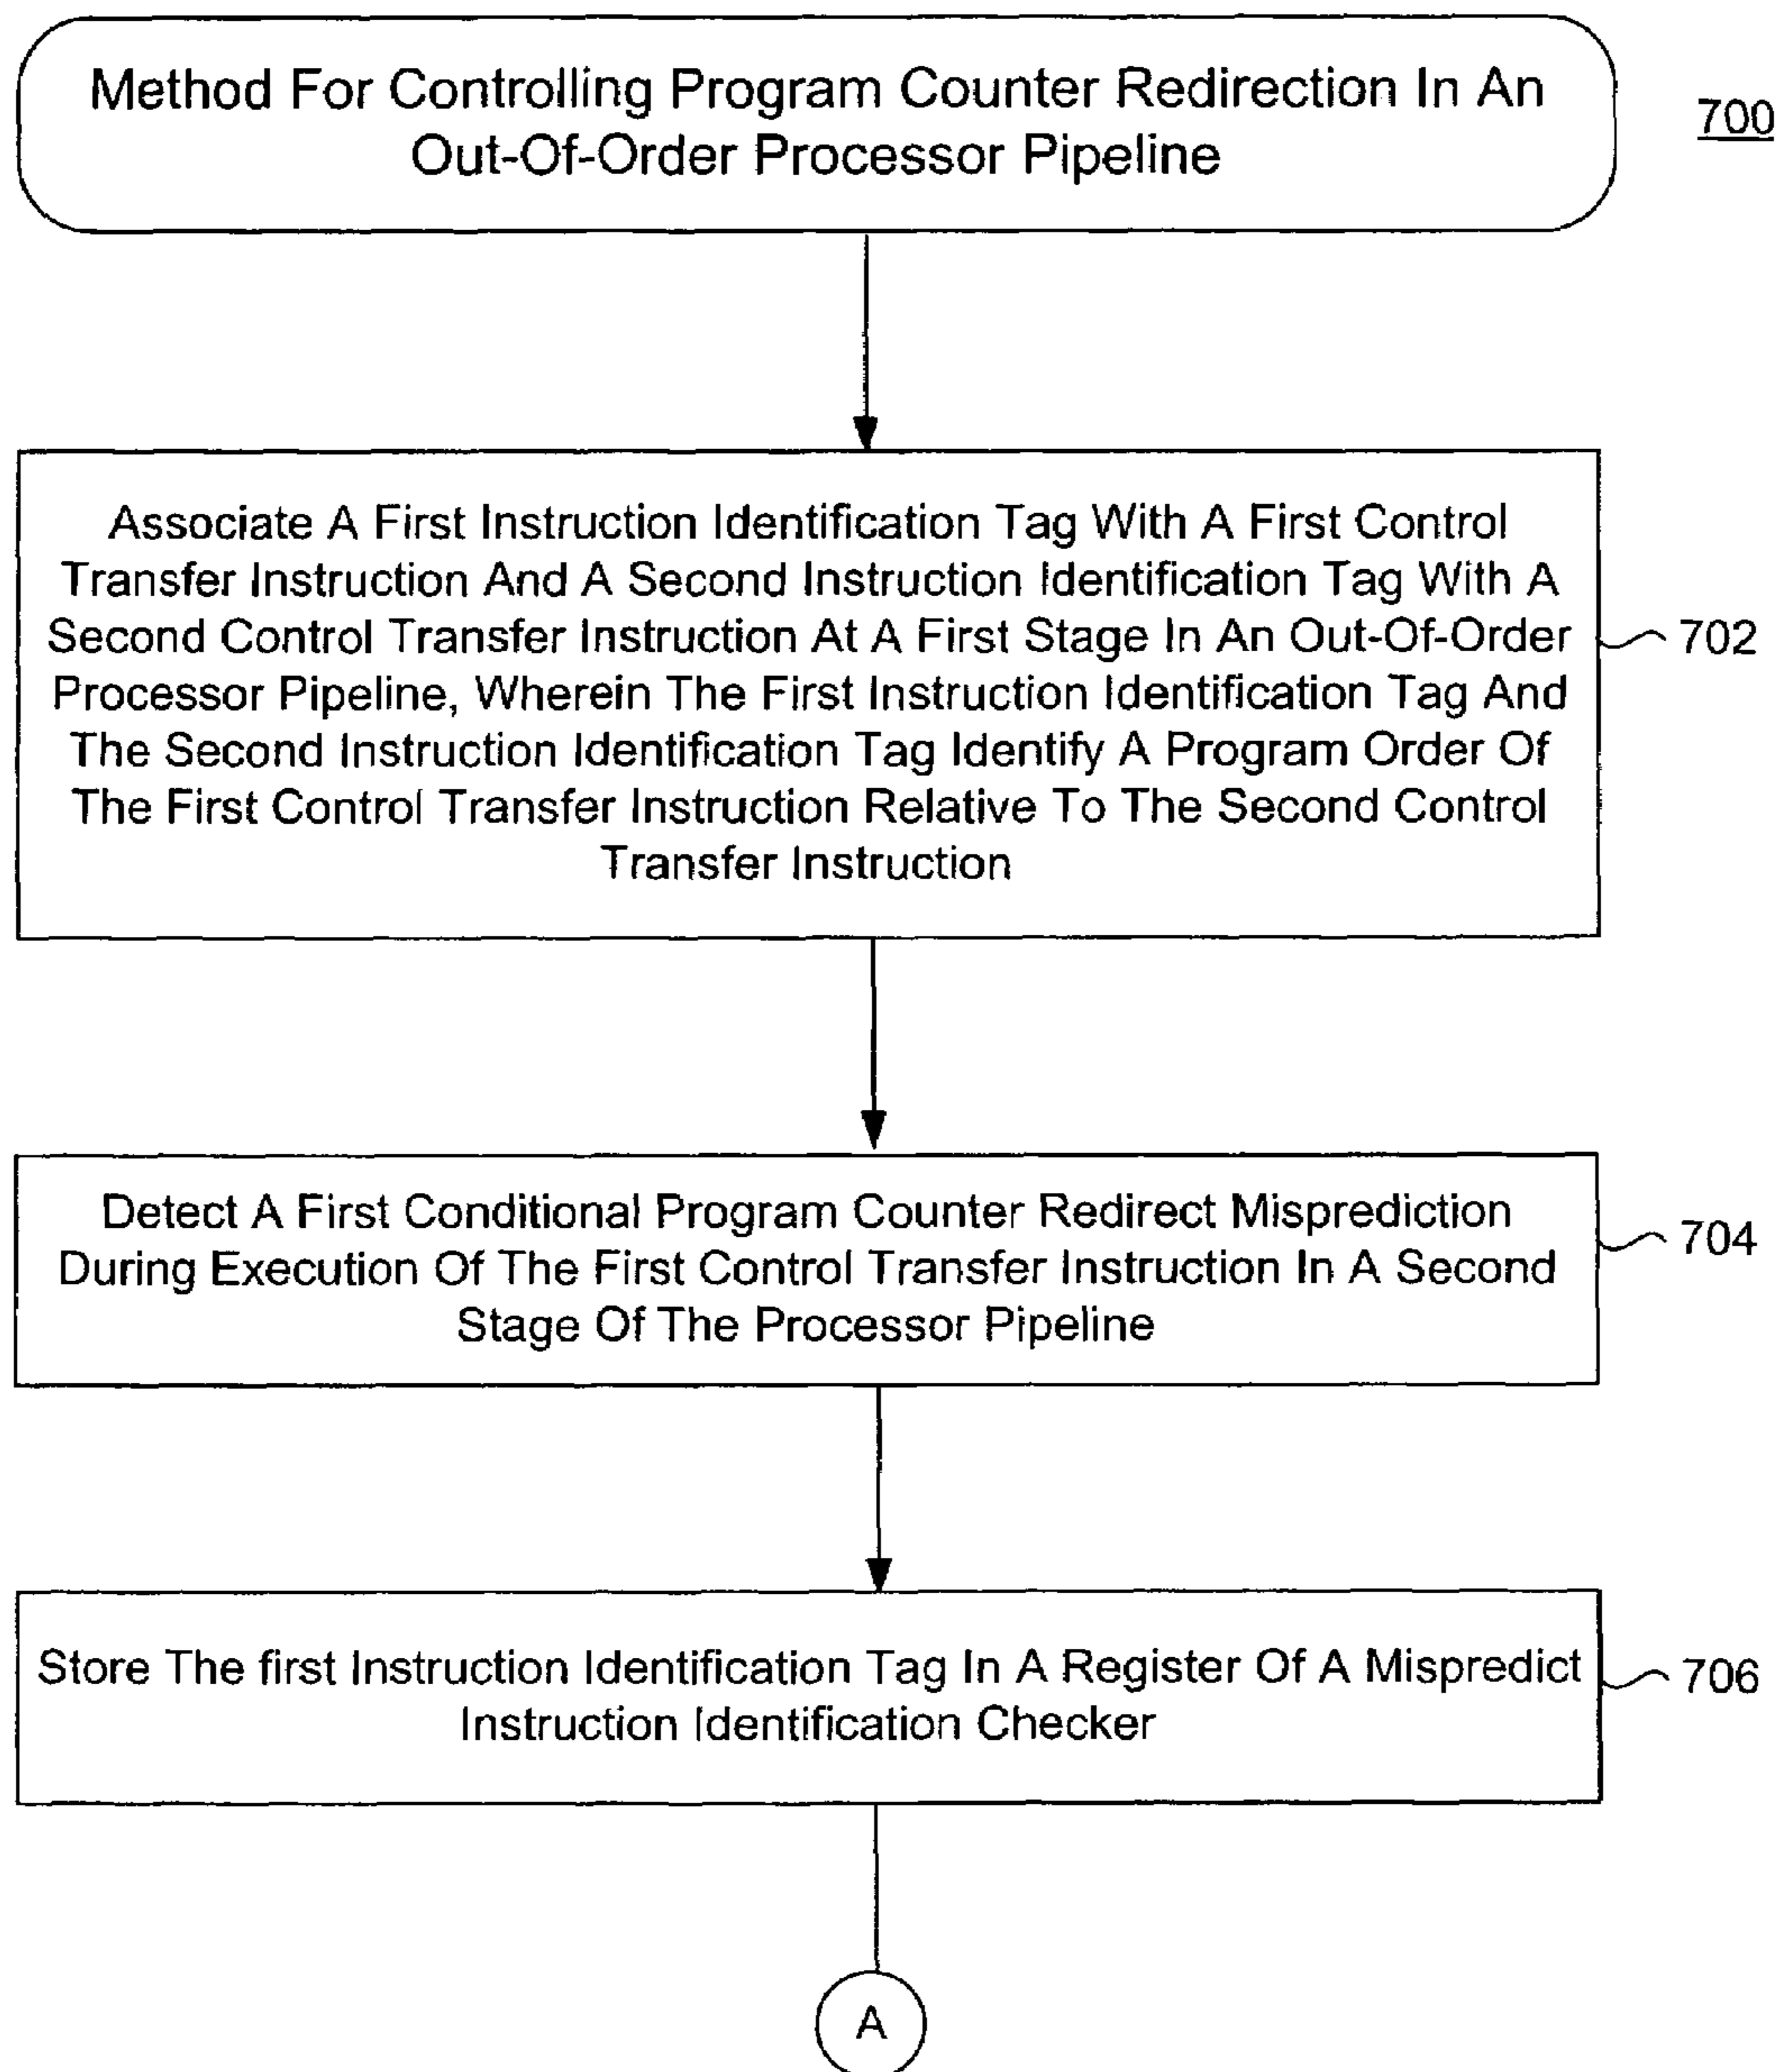 Method For Controlling Program Counter Redirection In An
Out-Of-Order Processor Pipeline
700
Associate A First Instruction Identification Tag With A First Control
Transfer Instruction And A Second Instruction Identification Tag With A
Second Control Transfer Instruction At A First Stage In An Out-Of-Order
Processor Pipeline, Wherein The First Instruction Identification Tag And
The Second Instruction Identification Tag Identify A Program Order Of
The First Control Transfer Instruction Relative To The Second Control
Transfer Instruction
702
Detect A First Conditional Program Counter Redirect Misprediction
During Execution Of The First Control Transfer Instruction In A Second
Stage Of The Processor Pipeline
704
Store The first Instruction Identification Tag In A Register Of A Mispredict
Instruction Identification Checker
706
A